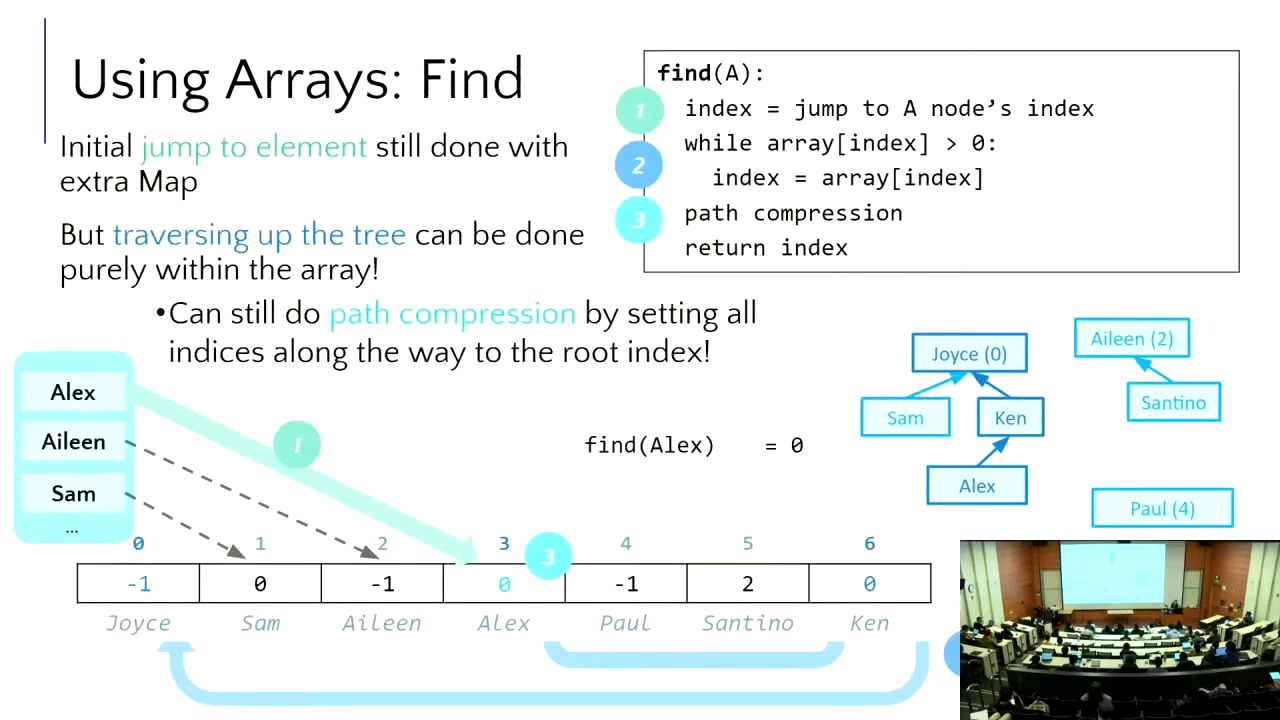 Using Arrays: Find
Initial jump to element still done with
extra Map
But traversing up the tree can be done
purely within the array!
•Can still do path compression by setting all
indices along the way to the root index!
find(A):
1 index = jump to A node’s index
while array[index] > 0:
2 index = array[index]
3 path compression
return index
Alex
Aileen
Sam
...
1
find(Alex) = 0
Joyce (0)
Sam
Ken
Alex
Aileen (2)
Santino
Paul (4)
0 1 2 3 4 5 6
3
-1 0 -1 0 -1 2 0
Joyce Sam Aileen Alex Paul Santino Ken